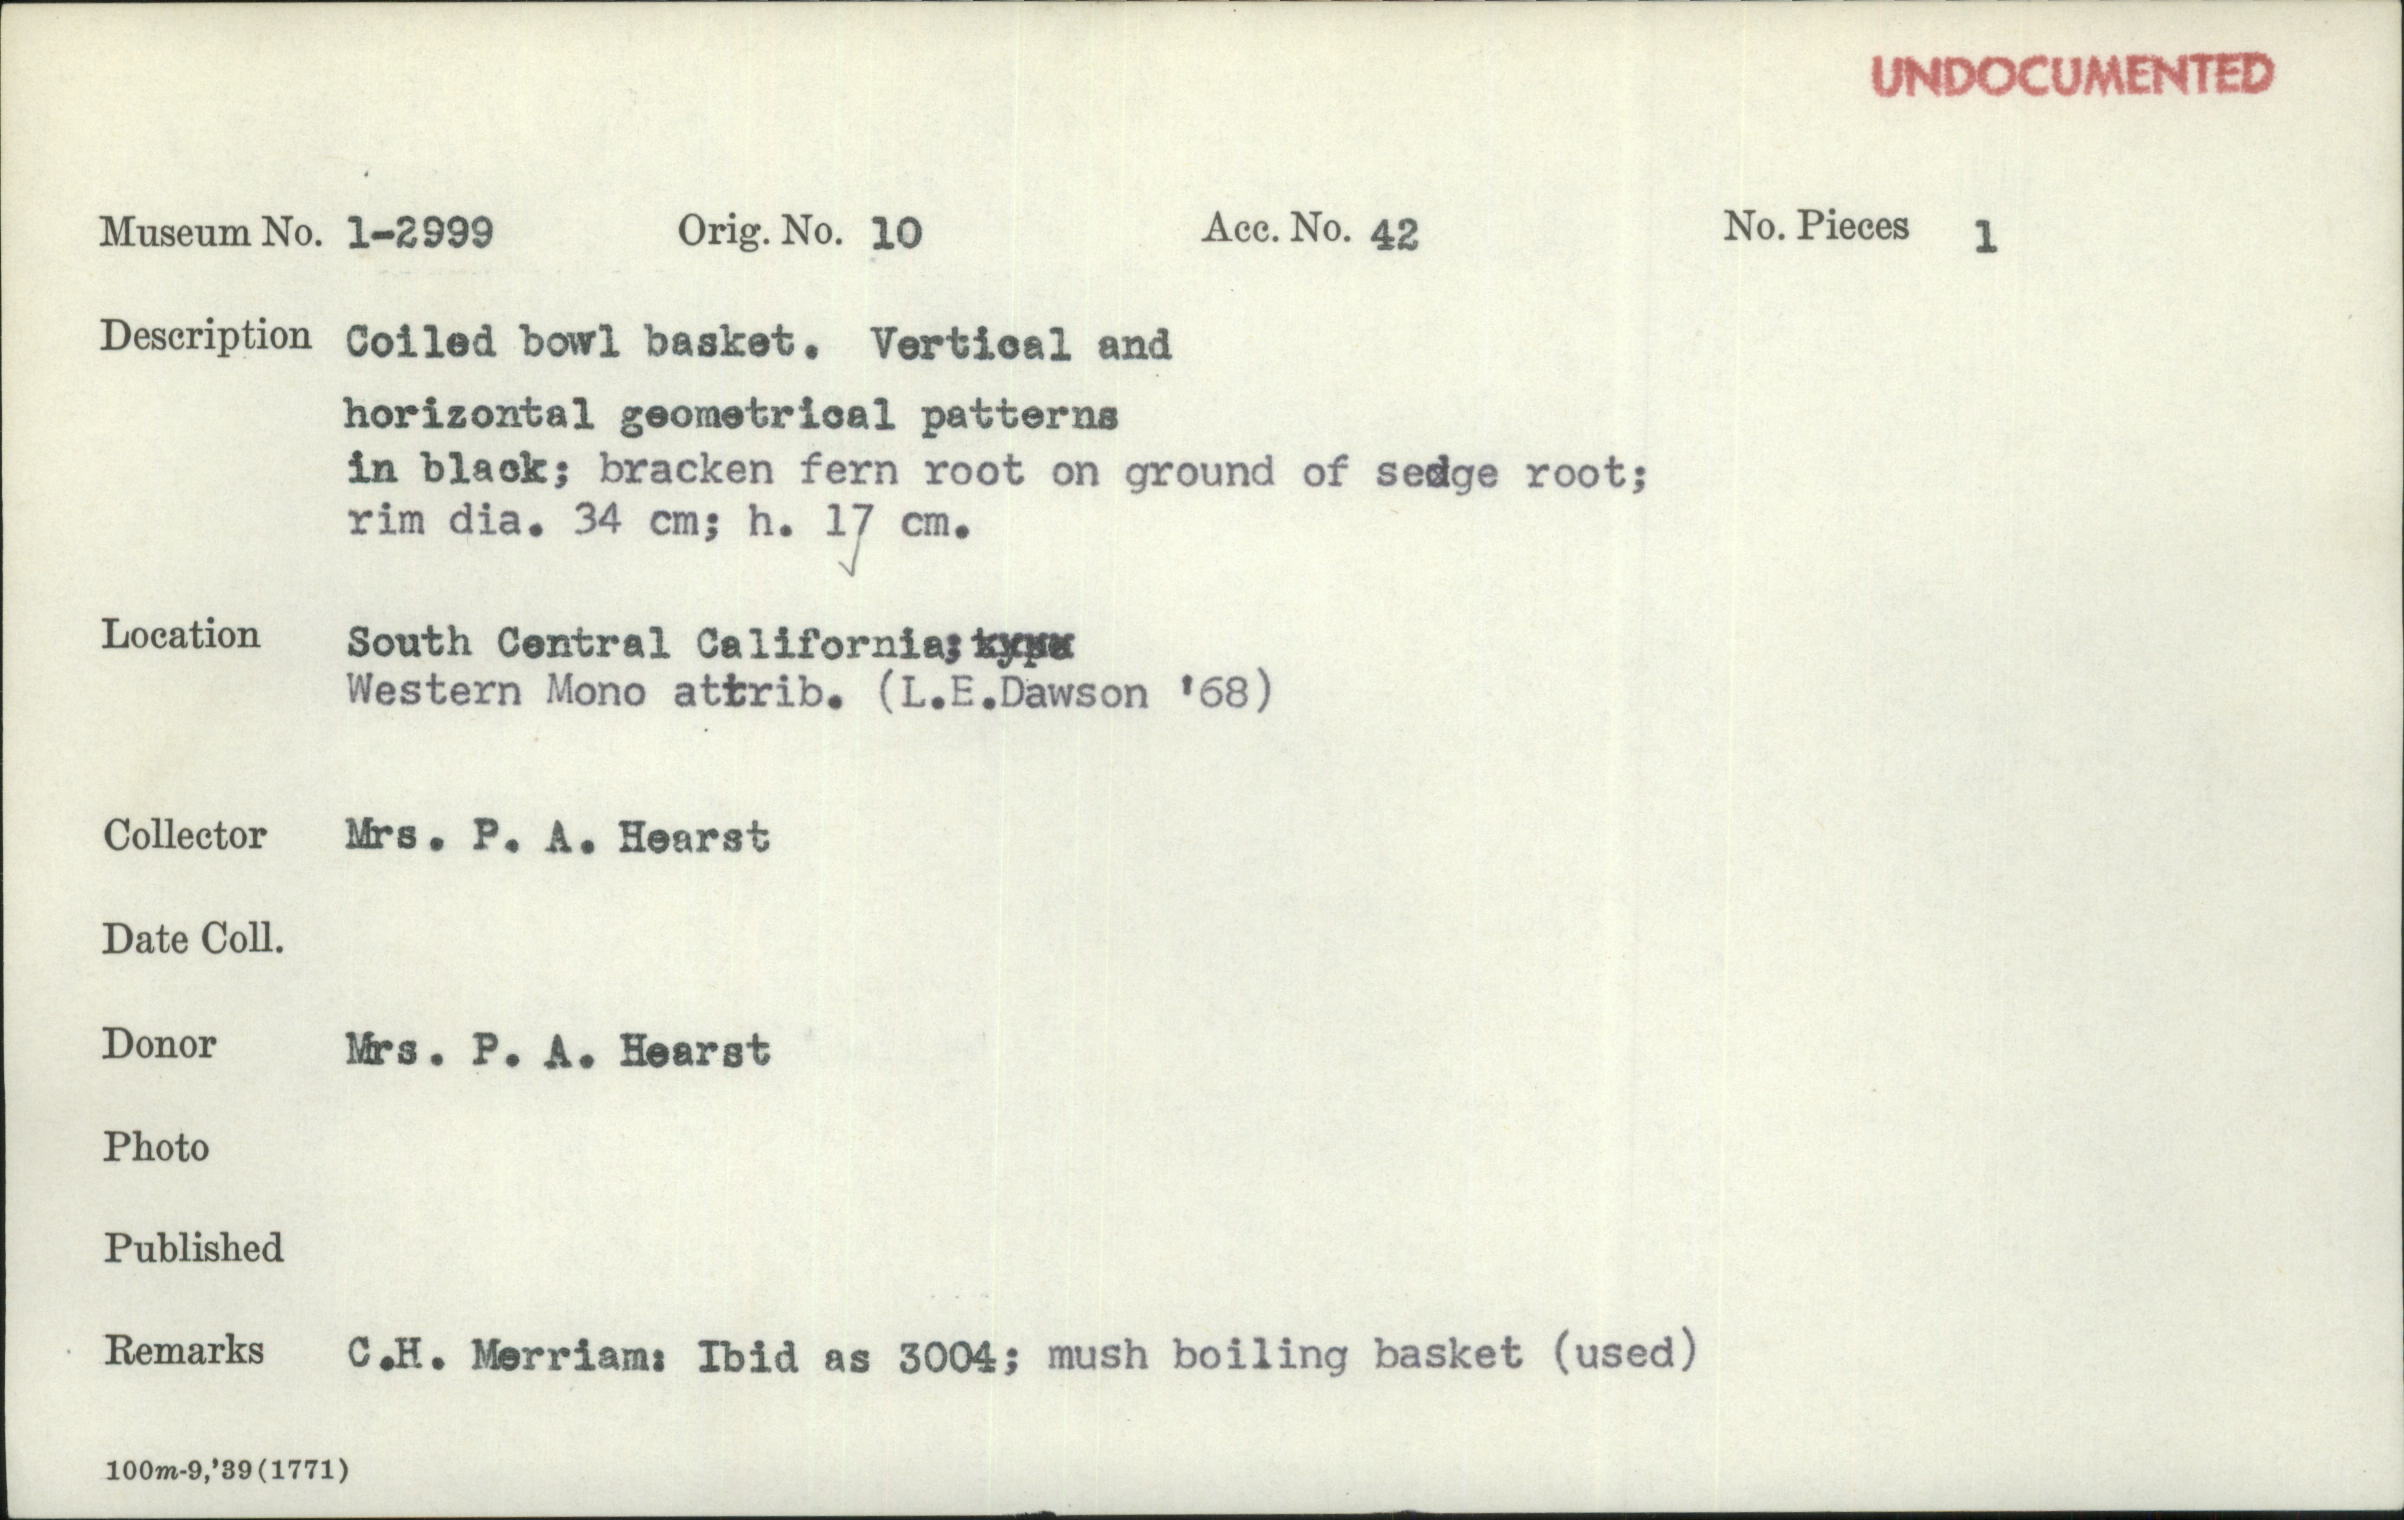 UNDOCUMENTED
Museum No. 1-2999 Orig. No. 10 Acc. No. 42 No. Pieces 1
Description Coiled bowl basket. Vertical and
horizontal geometrical patterns
in black; bracken fern root on ground of sedge root;
rim dia. 34 cm; h. 17 cm.
Location South Central California;
Western Mono attrib. (L.E.Dawson '68)
Collector Mrs. P. A. Hearst
Date Coll.
Donor Mrs. P. A. Hearst
Photo
Published
Remarks C.H. Merriam: Ibid as 3004; mush boiling basket (used)
100m-9,'39(1771)